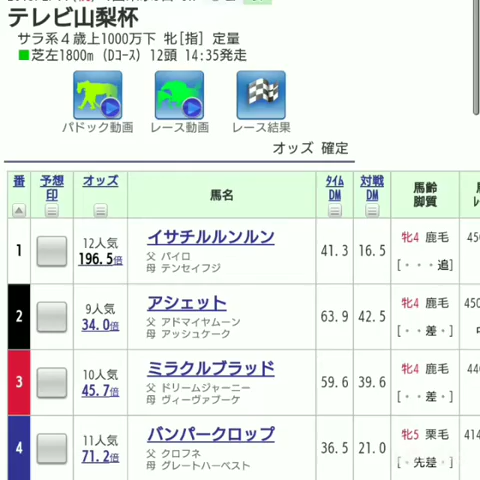 テレビ山梨杯
サラ系4歳上1000万下 牝[指] 定量
■芝左1800m (Dコース) 12頭 14:35発走
パドック動画 レース動画 レース結果
オッズ 確定
番 予想印 オッズ 馬名 タイムDM 対戦DM 馬齢脚質
1 12人気 196.5倍 イサチルルンルン 父 バイロ 母 テンセイフジ 41.3 16.5 牝4 鹿毛 [・・・追]
2 9人気 34.0倍 アシェット 父 アドマイヤムーン 母 アッシュケーク 63.9 42.5 牝4 鹿毛 [・・差・]
3 10人気 45.7倍 ミラクルブラッド 父 ドリームジャーニー 母 ヴィーヴァブーケ 59.6 39.6 牝4 鹿毛 [・・差・]
4 11人気 71.2倍 バンパークロップ 父 クロフネ 母 グレートハーベスト 36.5 21.0 牝5 栗毛 [・先差・] 414